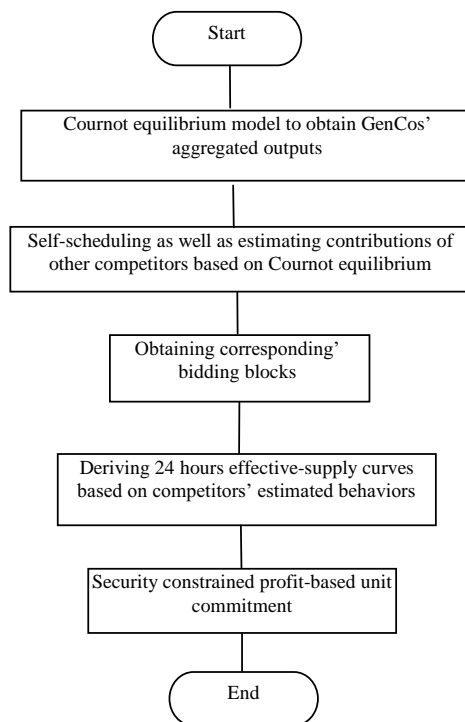 Start
Cournot equilibrium model to obtain GenCos'
aggregated outputs
Self-scheduling as well as estimating contributions of
other competitors based on Cournot equilibrium
Obtaining corresponding'
bidding blocks
Deriving 24 hours effective-supply curves
based on competitors' estimated behaviors
Security constrained profit-based unit
commitment
End